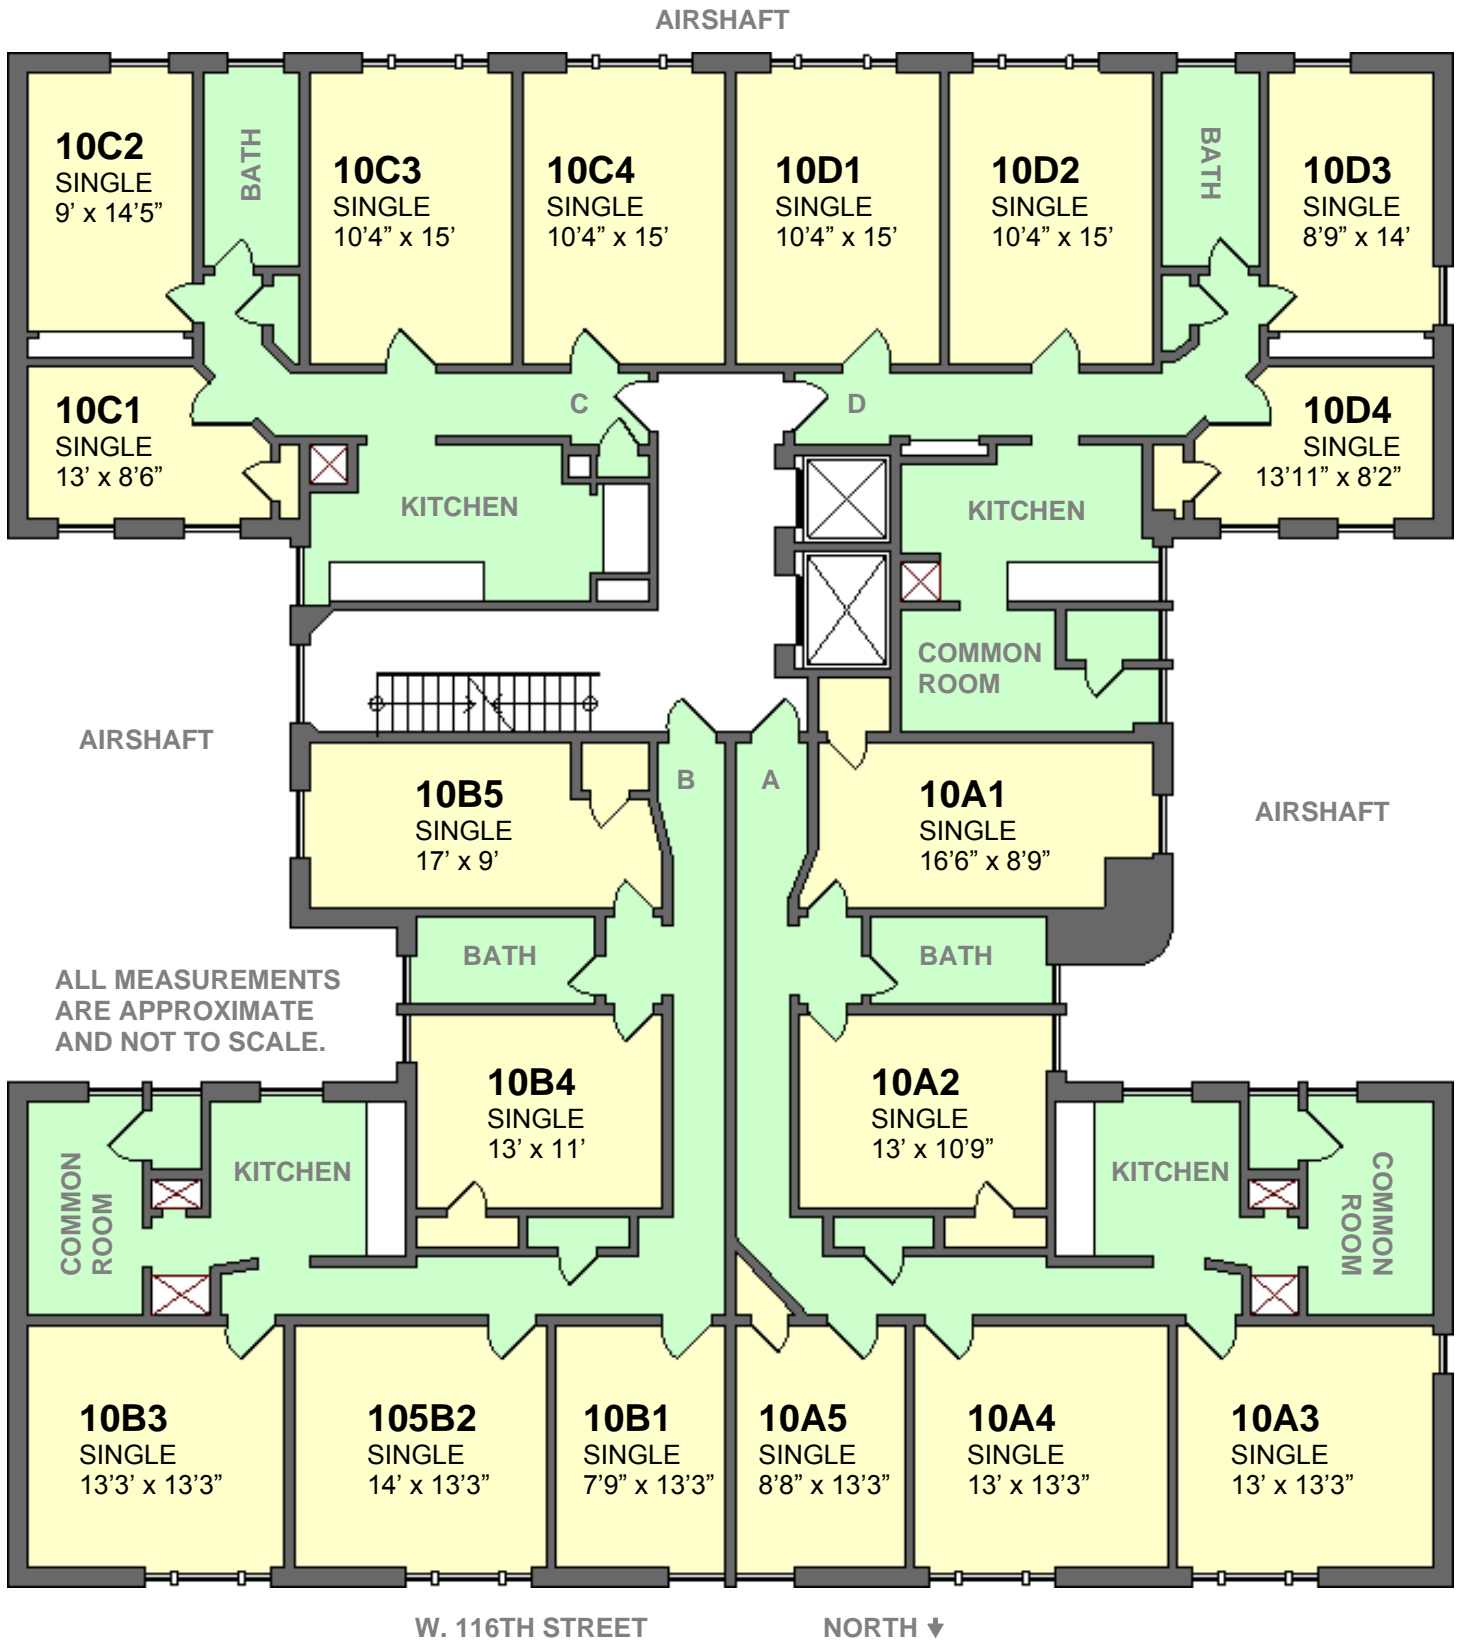 AIRSHAFT
10C2
SINGLE
9’ x 14’5”
BATH
10C3
SINGLE
10’4” x 15’
10C4
SINGLE
10’4” x 15’
10D1
SINGLE
10’4” x 15’
10D2
SINGLE
10’4” x 15’
BATH
10D3
SINGLE
8’9” x 14’
10C1
SINGLE
13’ x 8’6”
C
D
10D4
SINGLE
13’11” x 8’2”
KITCHEN
KITCHEN
COMMON
ROOM
AIRSHAFT
10B5
SINGLE
17’ x 9’
B
A
10A1
SINGLE
16’6” x 8’9”
AIRSHAFT
BATH
BATH
ALL MEASUREMENTS
ARE APPROXIMATE
AND NOT TO SCALE.
10B4
SINGLE
13’ x 11’
10A2
SINGLE
13’ x 10’9”
COMMON
ROOM
KITCHEN
KITCHEN
COMMON
ROOM
10B3
SINGLE
13’3’ x 13’3”
105B2
SINGLE
14’ x 13’3”
10B1
SINGLE
7’9” x 13’3”
10A5
SINGLE
8’8” x 13’3”
10A4
SINGLE
13’ x 13’3”
10A3
SINGLE
13’ x 13’3”
W. 116TH STREET
NORTH